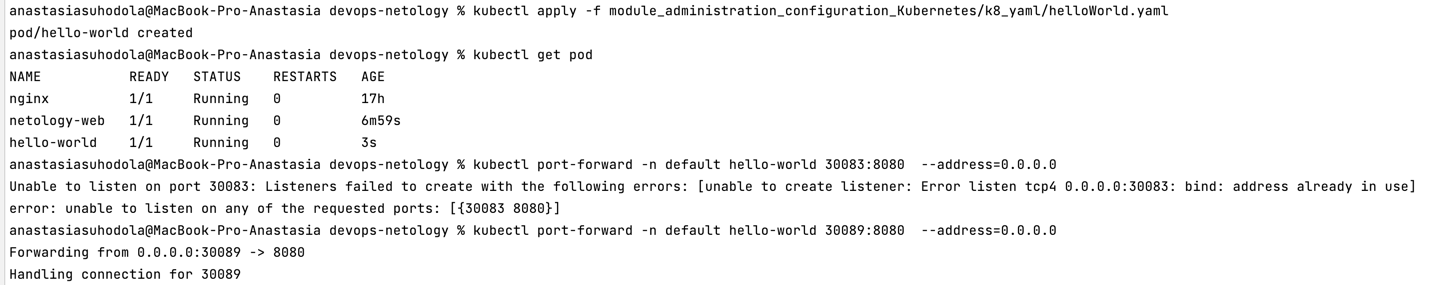 anastasiasuhodola@MacBook-Pro-Anastasia devops-netology % kubectl apply -f module_administration_configuration_Kubernetes/k8_yaml/helloWorld.yaml
pod/hello-world created
anastasiasuhodola@MacBook-Pro-Anastasia devops-netology % kubectl get pod
NAME           READY   STATUS    RESTARTS   AGE
nginx          1/1     Running   0          17h
netology-web   1/1     Running   0          6m59s
hello-world    1/1     Running   0          3s
anastasiasuhodola@MacBook-Pro-Anastasia devops-netology % kubectl port-forward -n default hello-world 30083:8080  --address=0.0.0.0
Unable to listen on port 30083: Listeners failed to create with the following errors: [unable to create listener: Error listen tcp4 0.0.0.0:30083: bind: address already in use]
error: unable to listen on any of the requested ports: [{30083 8080}]
anastasiasuhodola@MacBook-Pro-Anastasia devops-netology % kubectl port-forward -n default hello-world 30089:8080  --address=0.0.0.0
Forwarding from 0.0.0.0:30089 -> 8080
Handling connection for 30089